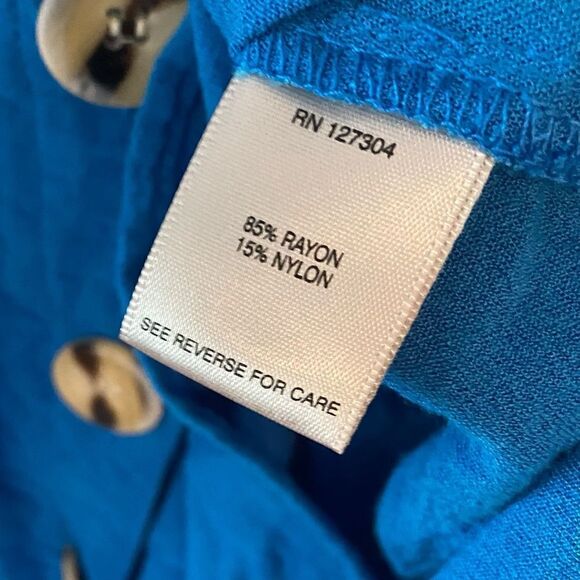 RN 127304
85% RAYON
15% NYLON
SEE REVERSE FOR CARE